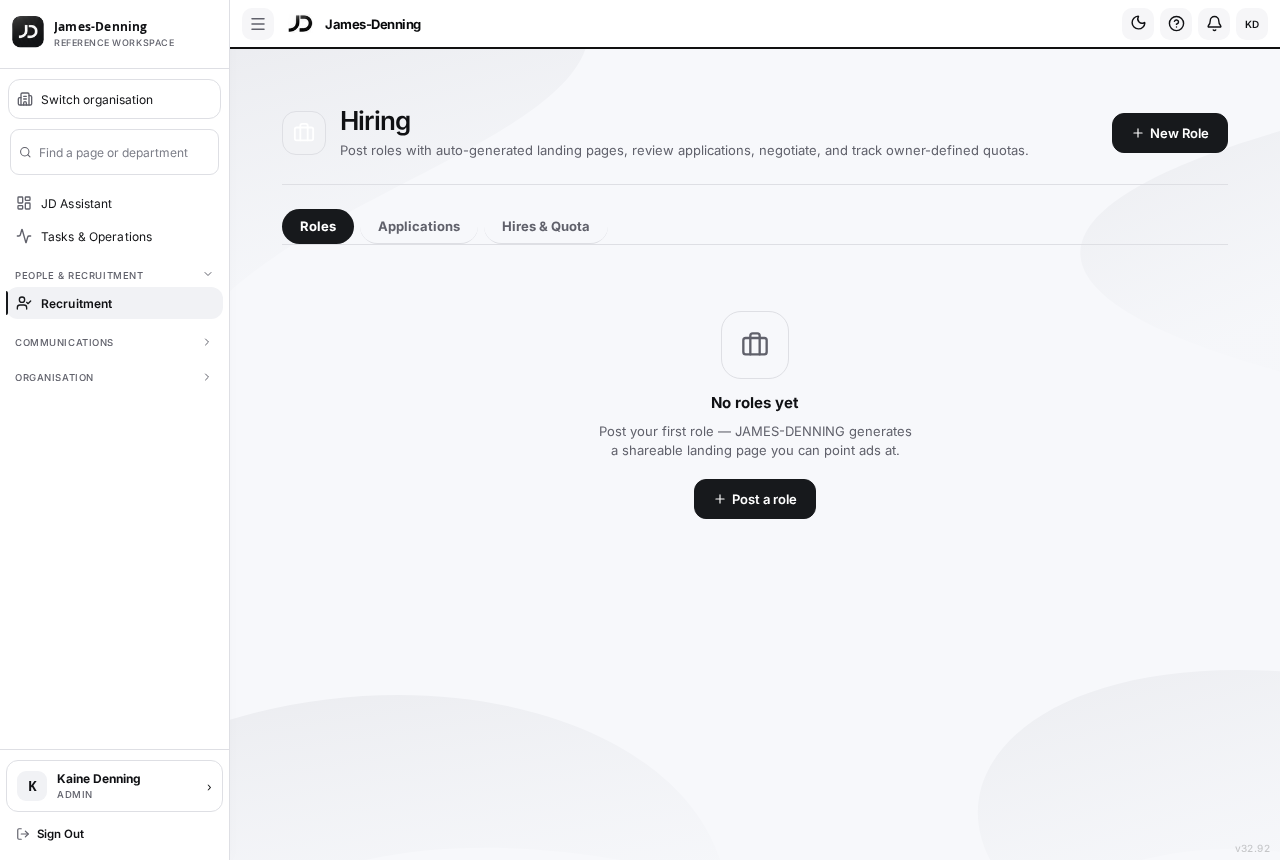 James-Denning
REFERENCE WORKSPACE
Switch organisation
Find a page or department
JD Assistant
Tasks & Operations
PEOPLE & RECRUITMENT
Recruitment
COMMUNICATIONS
ORGANISATION
K
Kaine Denning
ADMIN
Sign Out
JD
James-Denning
KD
Hiring
Post roles with auto-generated landing pages, review applications, negotiate, and track owner-defined quotas.
New Role
Roles
Applications
Hires & Quota
No roles yet
Post your first role — JAMES-DENNING generates
a shareable landing page you can point ads at.
Post a role
v32.92